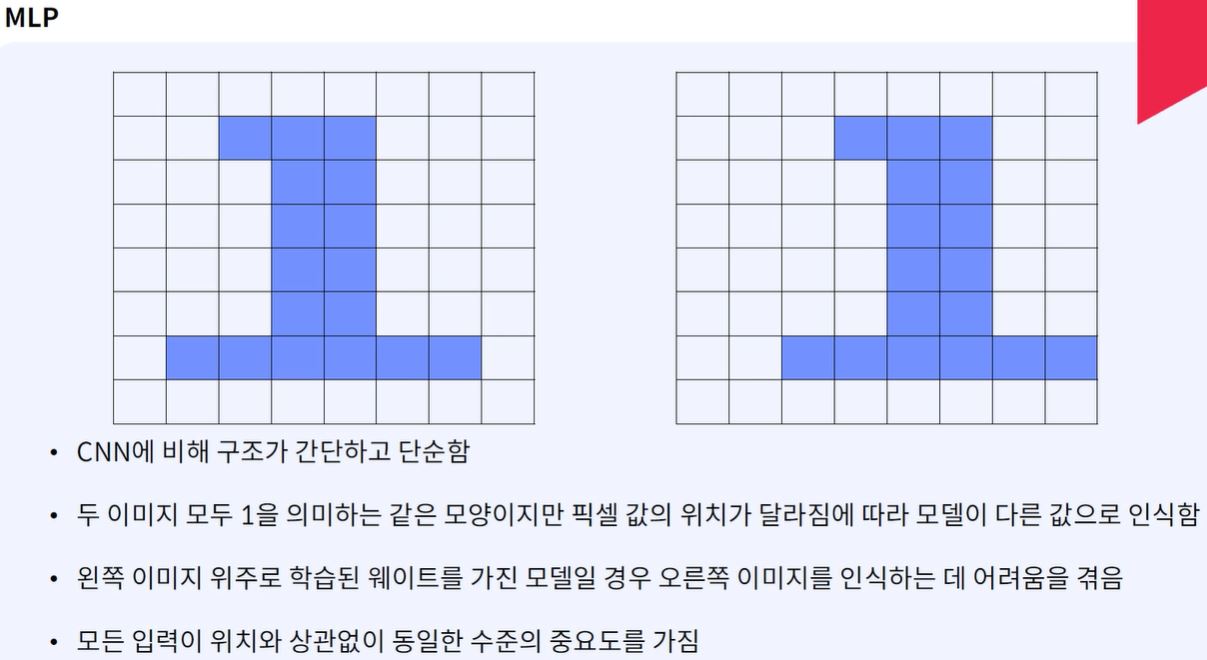 MLP
• CNN에 비해 구조가 간단하고 단순함
• 두 이미지 모두 1을 의미하는 같은 모양이지만 픽셀 값의 위치가 달라짐에 따라 모델이 다른 값으로 인식함
• 왼쪽 이미지 위주로 학습된 웨이트를 가진 모델일 경우 오른쪽 이미지를 인식하는 데 어려움을 겪음
• 모든 입력이 위치와 상관없이 동일한 수준의 중요도를 가짐